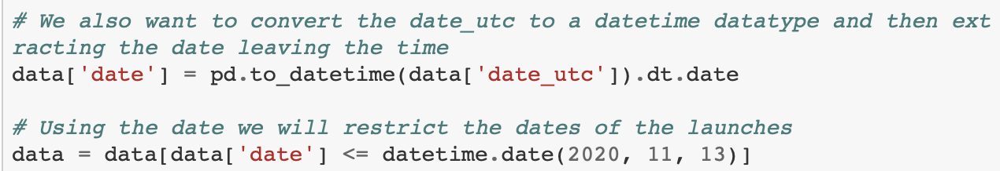 # We also want to convert the date_utc to a datetime datatype and then ext
racting the date leaving the time
data['date'] = pd.to_datetime(data['date_utc']).dt.date
# Using the date we will restrict the dates of the launches
data = data[data['date'] <= datetime.date(2020, 11, 13)]